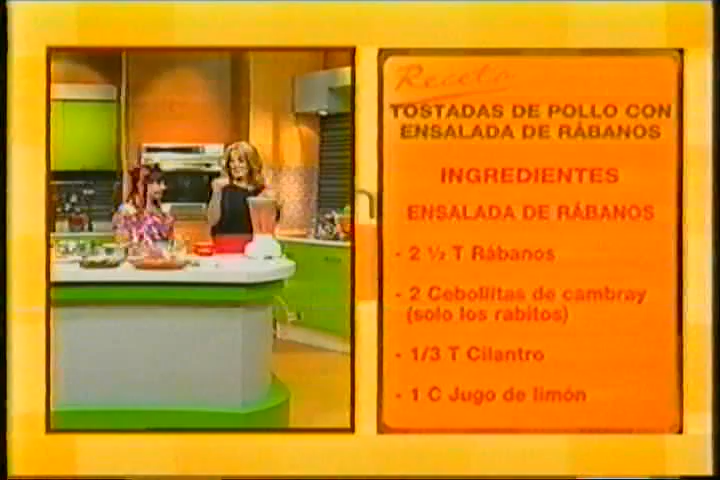 Receta
TOSTADAS DE POLLO CON
ENSALADA DE RÁBANOS
INGREDIENTES
ENSALADA DE RÁBANOS
- 2 ½ T Rábanos
- 2 Cebollitas de cambray
(solo los rabitos)
- 1/3 T Cilantro
- 1 C Jugo de limón